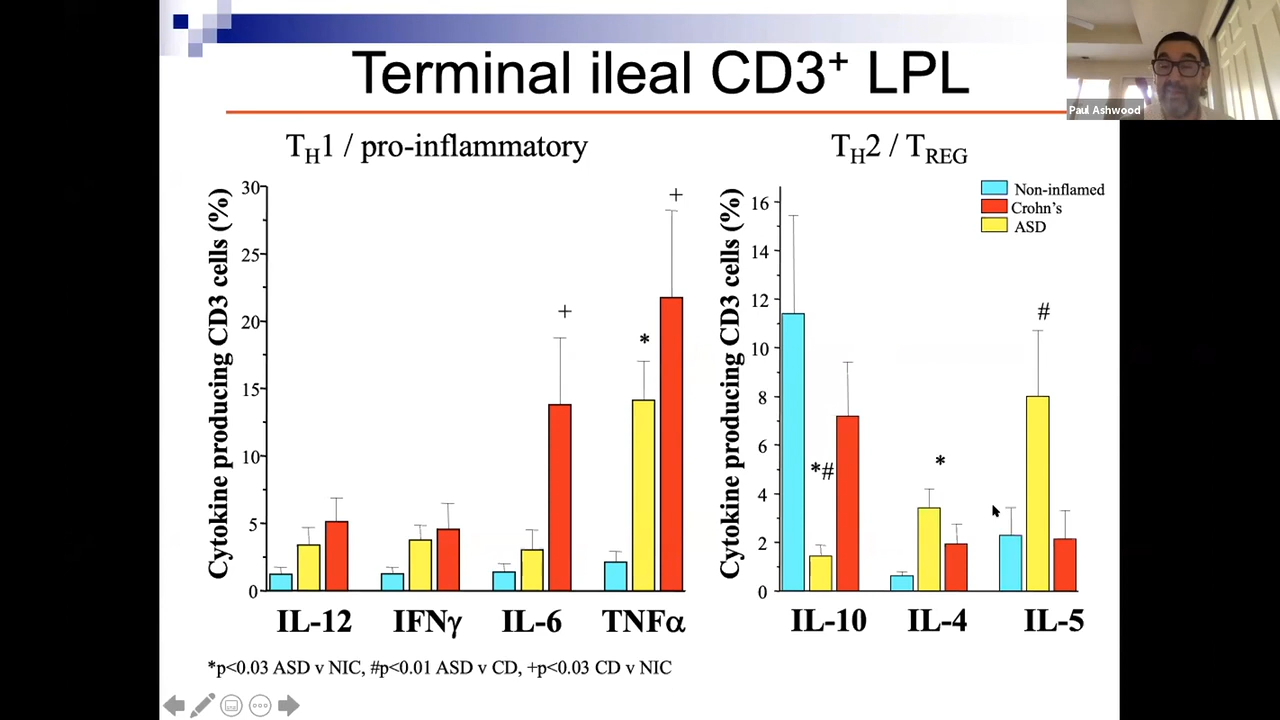 Terminal ileal CD3+ LPL
Paul Ashwood
TH1 / pro-inflammatory
TH2 / TREG
Cytokine producing CD3 cells (%)
30
25
20
15
10
5
0
+
+
*
IL-12 IFNγ IL-6 TNFα
Cytokine producing CD3 cells (%)
16
14
12
10
8
6
4
2
0
Non-inflamed
Crohn's
ASD
#
*#
*
IL-10 IL-4 IL-5
*p<0.03 ASD v NIC, #p<0.01 ASD v CD, +p<0.03 CD v NIC